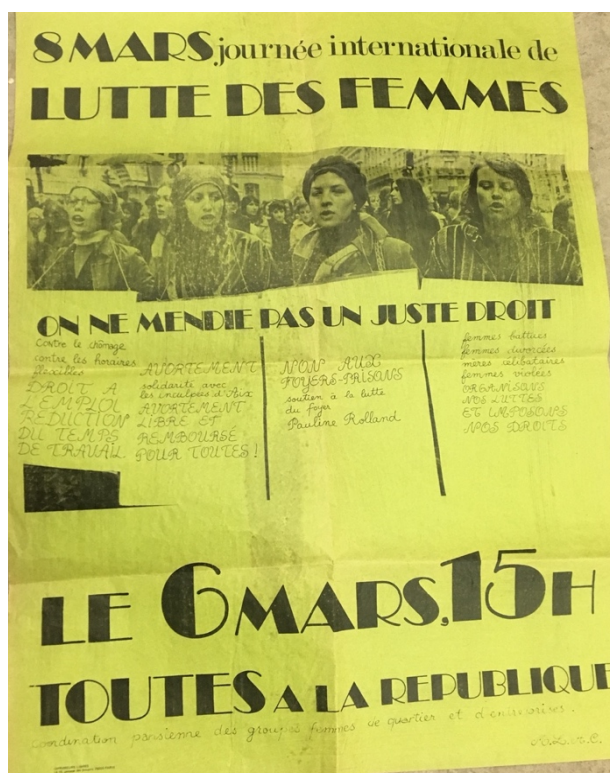 8 MARS journée internationale de
LUTTE DES FEMMES
ON NE MENDIE PAS UN JUSTE DROIT
Contre le chômage
contre les horaires
flexibles
DROIT A
L'EMPLOI
REDUCTION
DU TEMPS
DE TRAVAIL
AVORTEMENT
solidarité avec
les inculpées d'Aix
AVORTEMENT
LIBRE ET
REMBOURSÉ
POUR TOUTES !
NON AUX
FOYERS-PRISONS
soutien à la lutte
du foyer
Pauline Rolland
femmes battues
femmes divorcées
mères célibataires
femmes violées
ORGANISONS
NOS LUTTES
ET IMPOSONS
NOS DROITS
LE 6 MARS, 15H
TOUTES A LA REPUBLIQUE
Coordination parisienne des groupes femmes de quartier et d'entreprises.